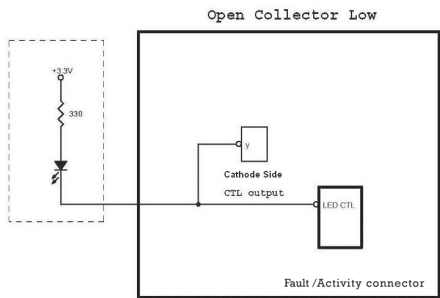 Open Collector Low
+3.3V
330
y
Cathode Side
CTL output
LED CTL
Fault/Activity connector